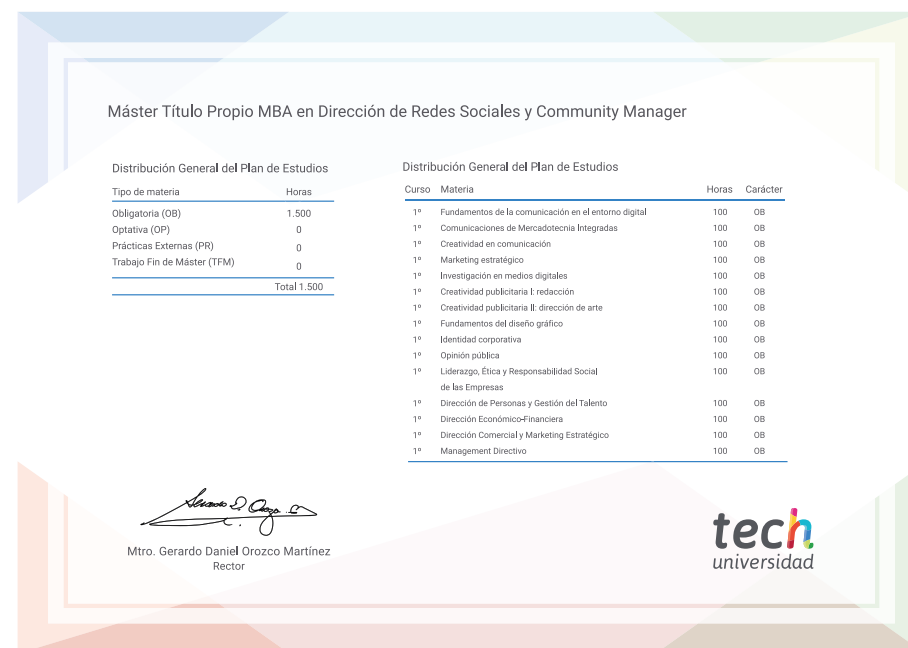 Máster Título Propio MBA en Dirección de Redes Sociales y Community Manager
Distribución General del Plan de Estudios
Tipo de materia Horas
Obligatoria (OB) 1.500
Optativa (OP) 0
Prácticas Externas (PR) 0
Trabajo Fin de Máster (TFM) 0
Total 1.500
Distribución General del Plan de Estudios
Curso Materia Horas Carácter
1º Fundamentos de la comunicación en el entorno digital 100 OB
1º Comunicaciones de Mercadotecnia Integradas 100 OB
1º Creatividad en comunicación 100 OB
1º Marketing estratégico 100 OB
1º Investigación en medios digitales 100 OB
1º Creatividad publicitaria I: redacción 100 OB
1º Creatividad publicitaria II: dirección de arte 100 OB
1º Fundamentos del diseño gráfico 100 OB
1º Identidad corporativa 100 OB
1º Opinión pública 100 OB
1º Liderazgo, Ética y Responsabilidad Social 100 OB
de las Empresas
1º Dirección de Personas y Gestión del Talento 100 OB
1º Dirección Económico-Financiera 100 OB
1º Dirección Comercial y Marketing Estratégico 100 OB
1º Management Directivo 100 OB
Mtro. Gerardo Daniel Orozco Martínez
Rector
tech
universidad